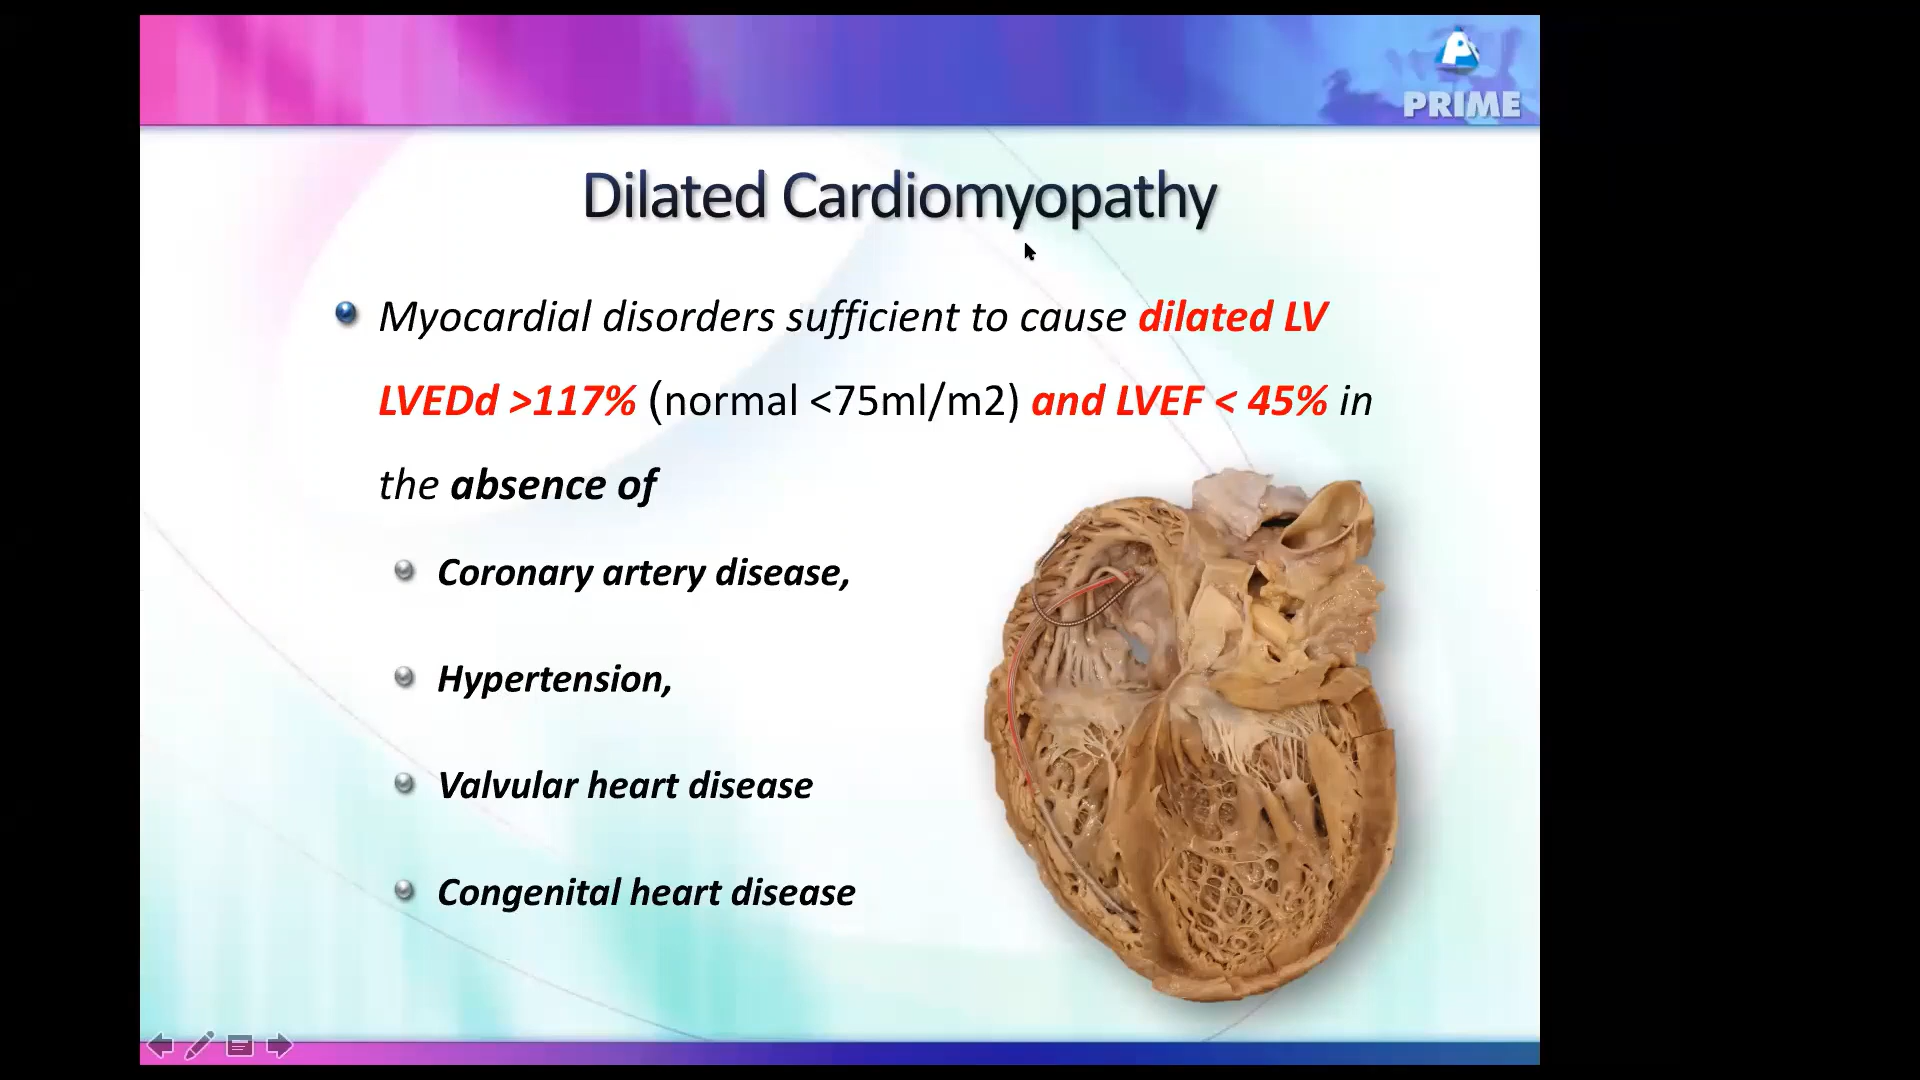 PRIME
Dilated Cardiomyopathy
Myocardial disorders sufficient to cause dilated LV
LVEDd >117% (normal <75ml/m2) and LVEF < 45% in
the absence of
Coronary artery disease,
Hypertension,
Valvular heart disease
Congenital heart disease